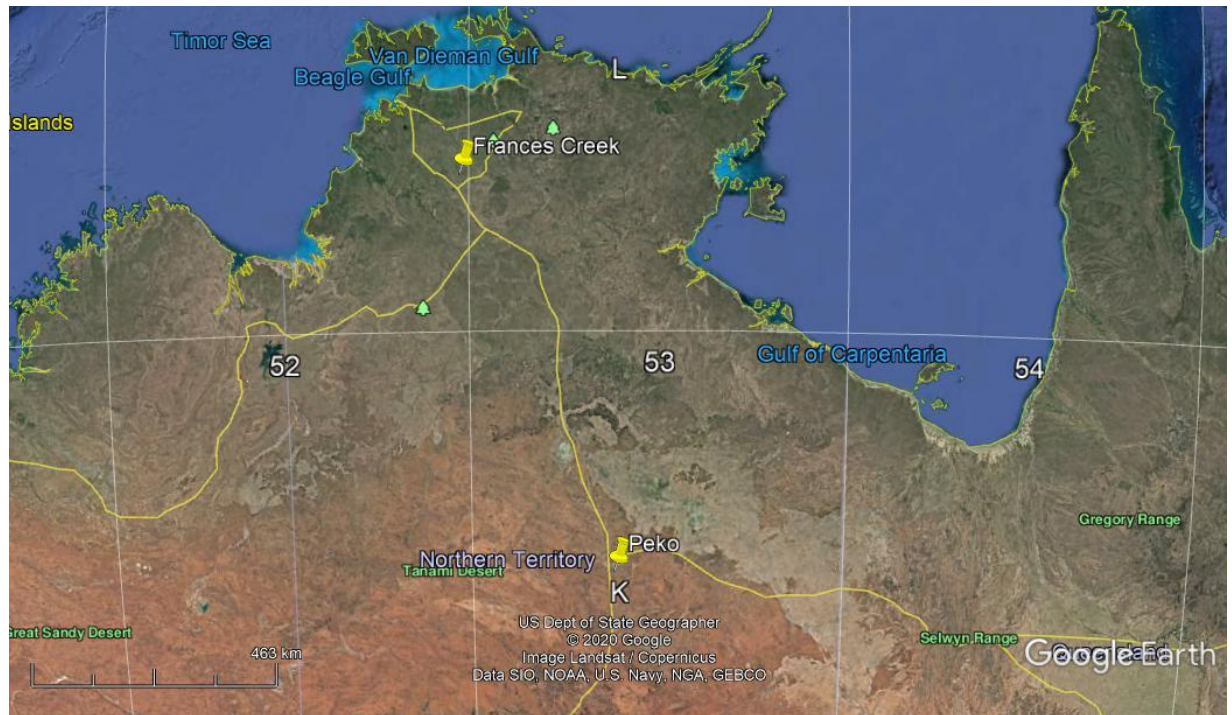 Timor Sea
Van Dieman Gulf
Beagle Gulf
L
Islands
Frances Creek
52
53
Gulf of Carpentaria
54
Gregory Range
Peko
Northern Territory
Tanami Desert
K
Great Sandy Desert
US Dept of State Geographer
© 2020 Google
Image Landsat / Copernicus
Data SIO, NOAA, U.S. Navy, NGA, GEBCO
463 km
Selwyn Range
Queensland
Google Earth